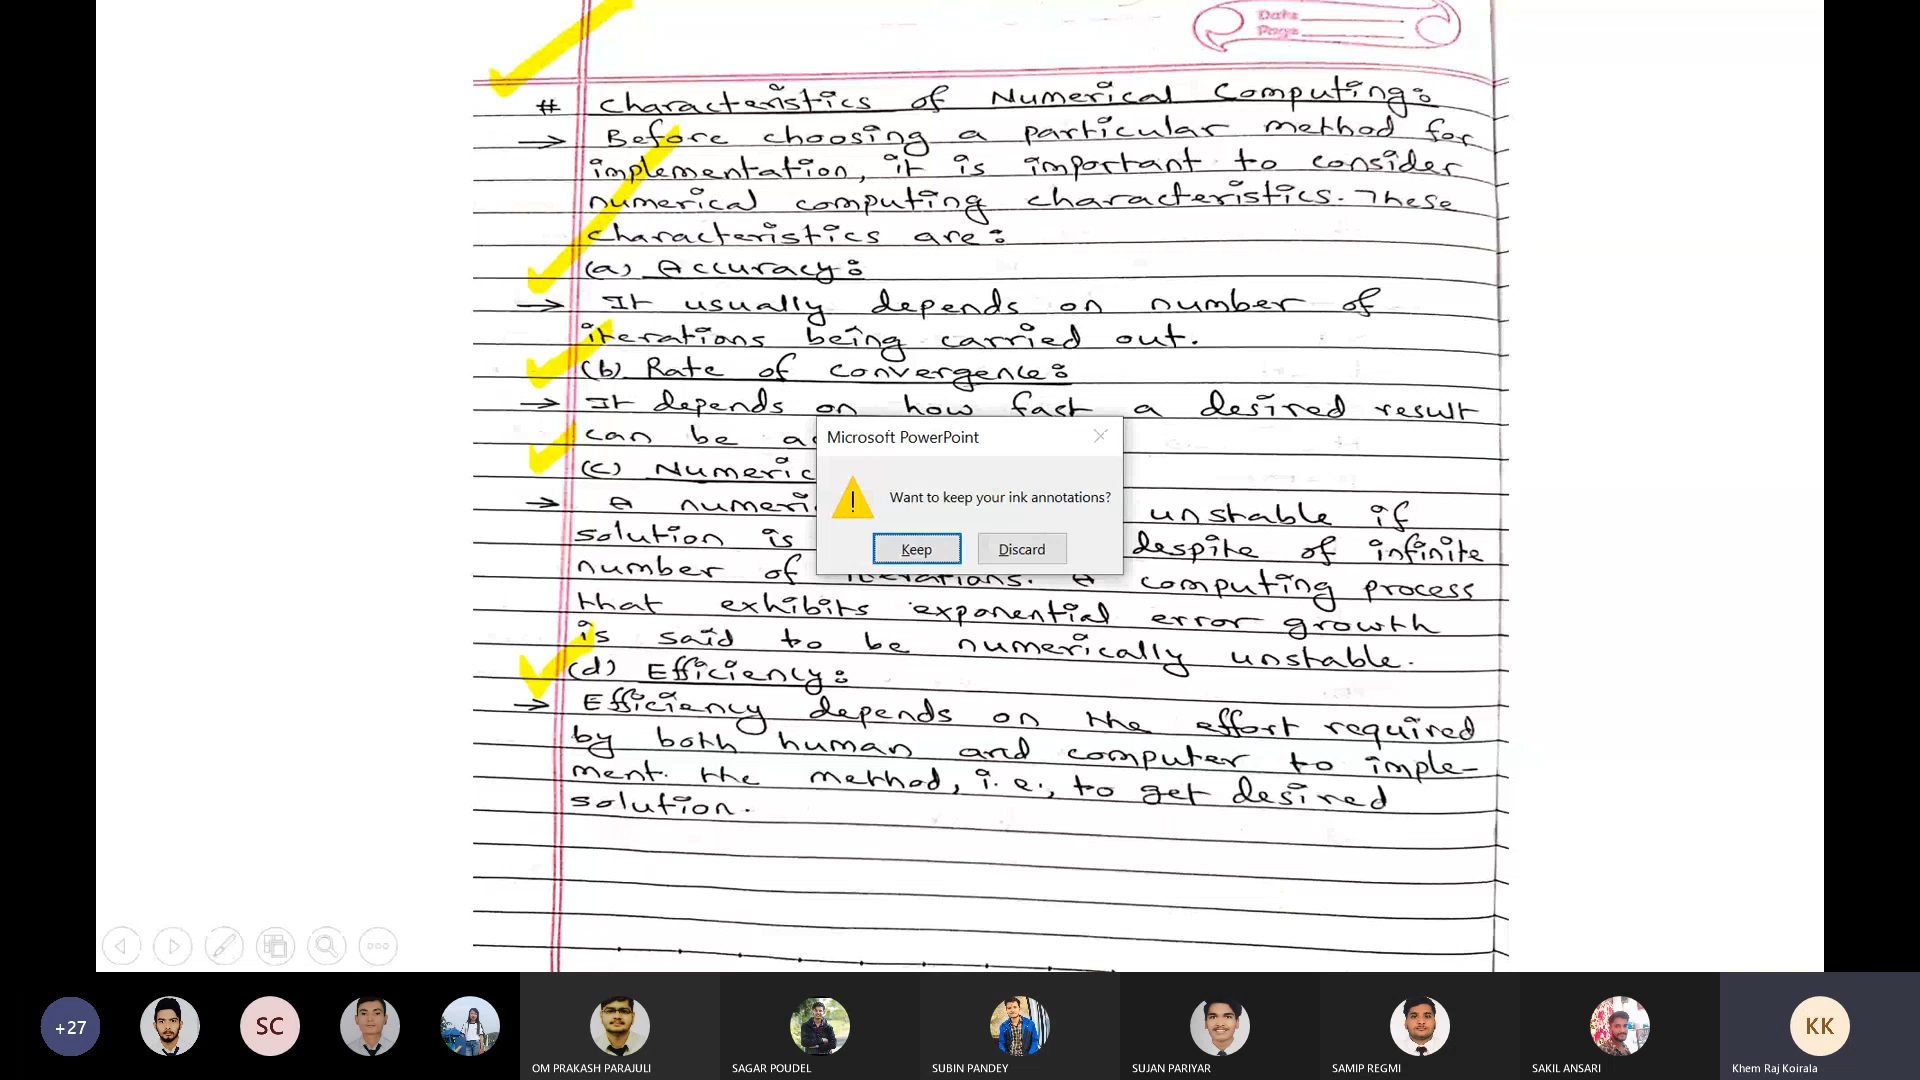 Date
Page
# Characteristics of Numerical Computing:
→ Before choosing a particular method for
implementation, it is important to consider
numerical computing characteristics. These
characteristics are:
(a) Accuracy:
→ It usually depends on number of
iterations being carried out.
(b) Rate of convergence:
→ It depends on how fast a desired result
can be
(c) Numeric
→ A numeri unstable if
solution is despite of infinite
number of iterations. A computing process
that exhibits exponential error growth
is said to be numerically unstable.
(d) Efficiency:
→ Efficiency depends on the effort required
by both human and computer to imple-
ment the method, i.e., to get desired
solution.
Microsoft PowerPoint
Want to keep your ink annotations?
Keep Discard
+27
SC
OM PRAKASH PARAJULI
SAGAR POUDEL
SUBIN PANDEY
SUJAN PARIYAR
SAMIP REGMI
SAKIL ANSARI
KK
Khem Raj Koirala